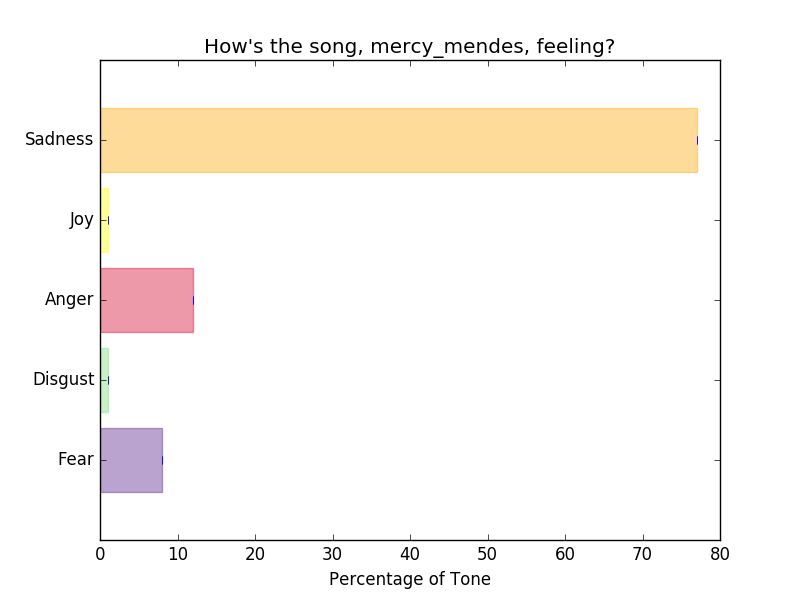 How's the song, mercy_mendes, feeling?
Sadness
Joy
Anger
Disgust
Fear
0 10 20 30 40 50 60 70 80
Percentage of Tone